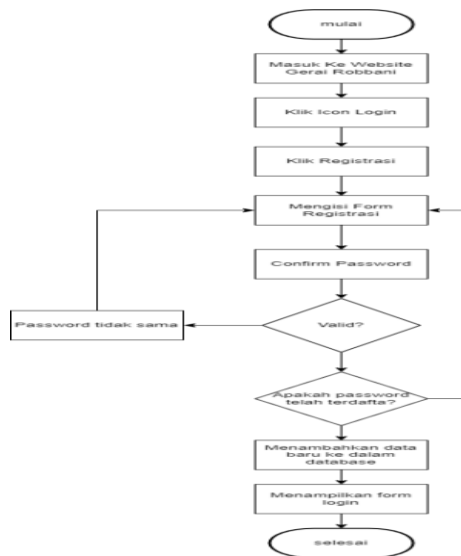 mulai
Masuk Ke Website
Gerai Robbani
Klik Icon Login
Klik Registrasi
Mengisi Form
Registrasi
Confirm Password
Password tidak sama
Valid?
Apakah password
telah terdafta?
Menambahkan data
baru ke dalam
database
Menampilkan form
login
selesai